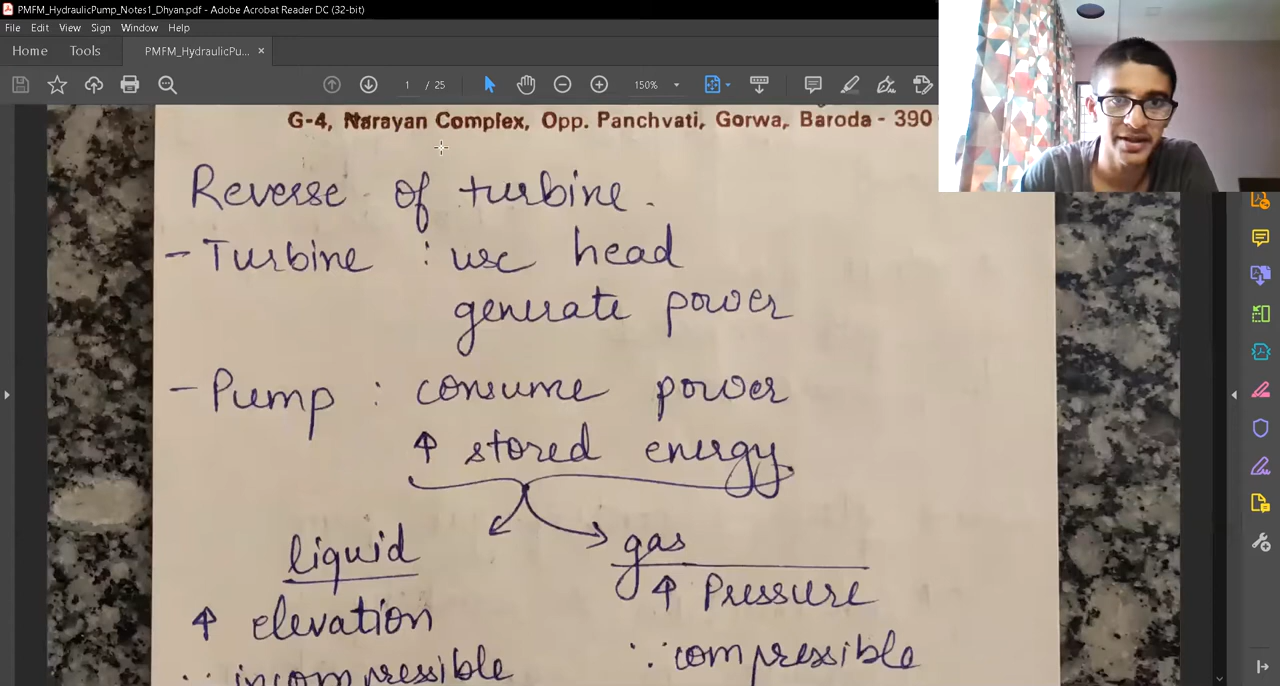 PMFM_HydraulicPump_Notes1_Dhyan.pdf - Adobe Acrobat Reader DC (32-bit)
File Edit View Sign Window Help
Home Tools PMFM_HydraulicPu... ×
1 / 25 150%
G-4, Narayan Complex, Opp. Panchvati, Gorwa, Baroda - 390
Reverse of turbine.
- Turbine : use head
generate power
- Pump : consume power
↑ stored energy.
liquid gas
↑ elevation ↑ Pressure
∵ incompressible ∵ compressible